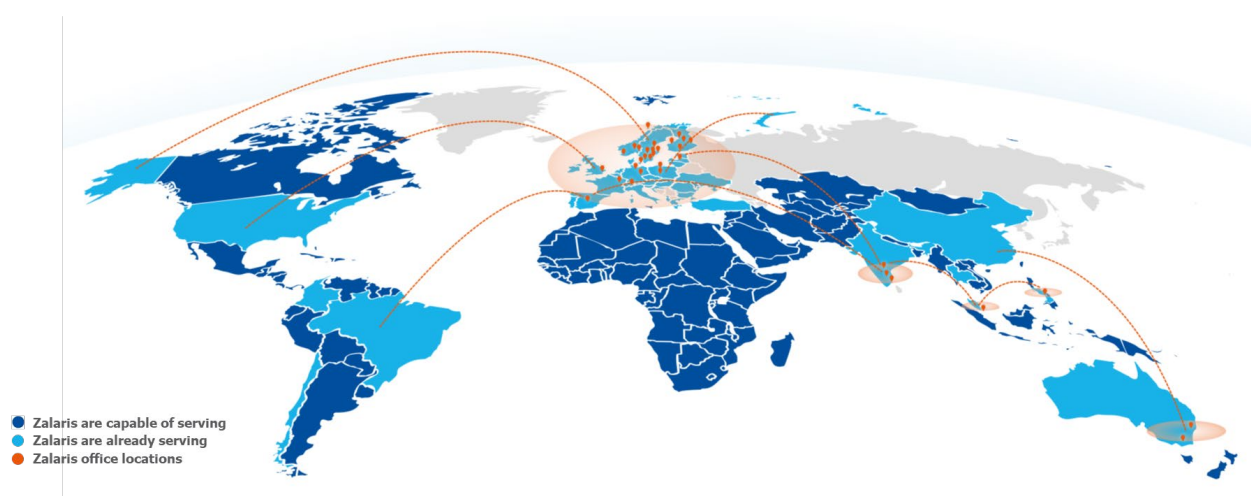 Zalaris are capable of serving
Zalaris are already serving
Zalaris office locations